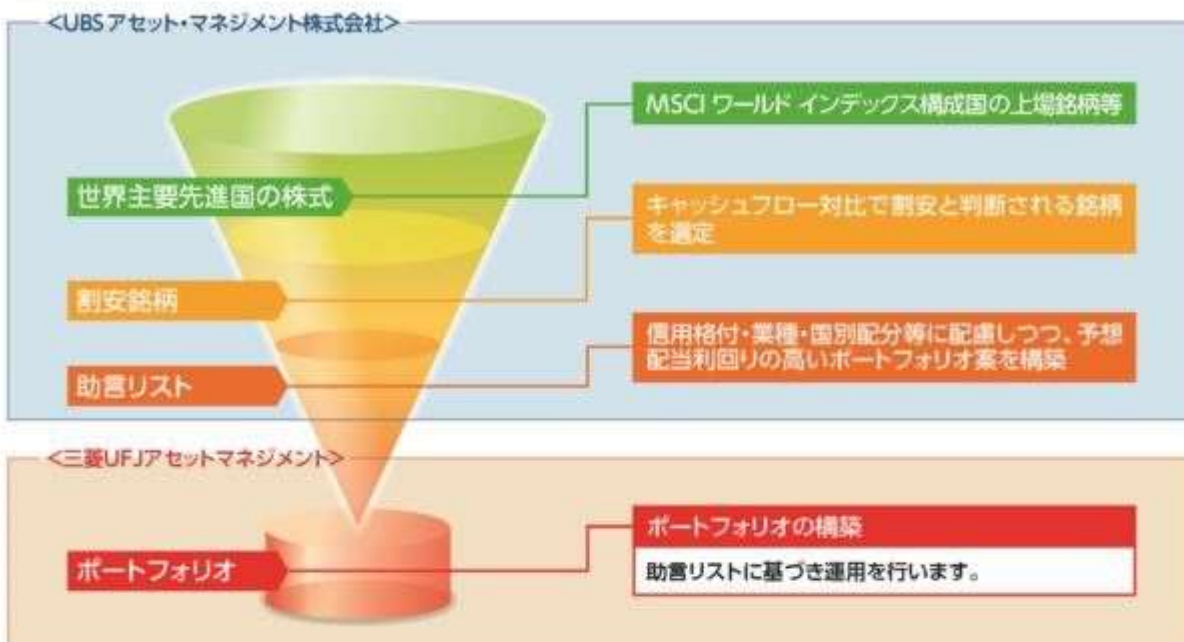 <UBSアセット・マネジメント株式会社>
MSCI ワールド インデックス構成国の上場銘柄等
世界主要先進国の株式
キャッシュフロー対比で割安と判断される銘柄
を選定
割安銘柄
信用格付・業種・国別配分等に配慮しつつ、予想
配当利回りの高いポートフォリオ案を構築
助言リスト
<三菱UFJアセットマネジメント>
ポートフォリオの構築
ポートフォリオ
助言リストに基づき運用を行います。